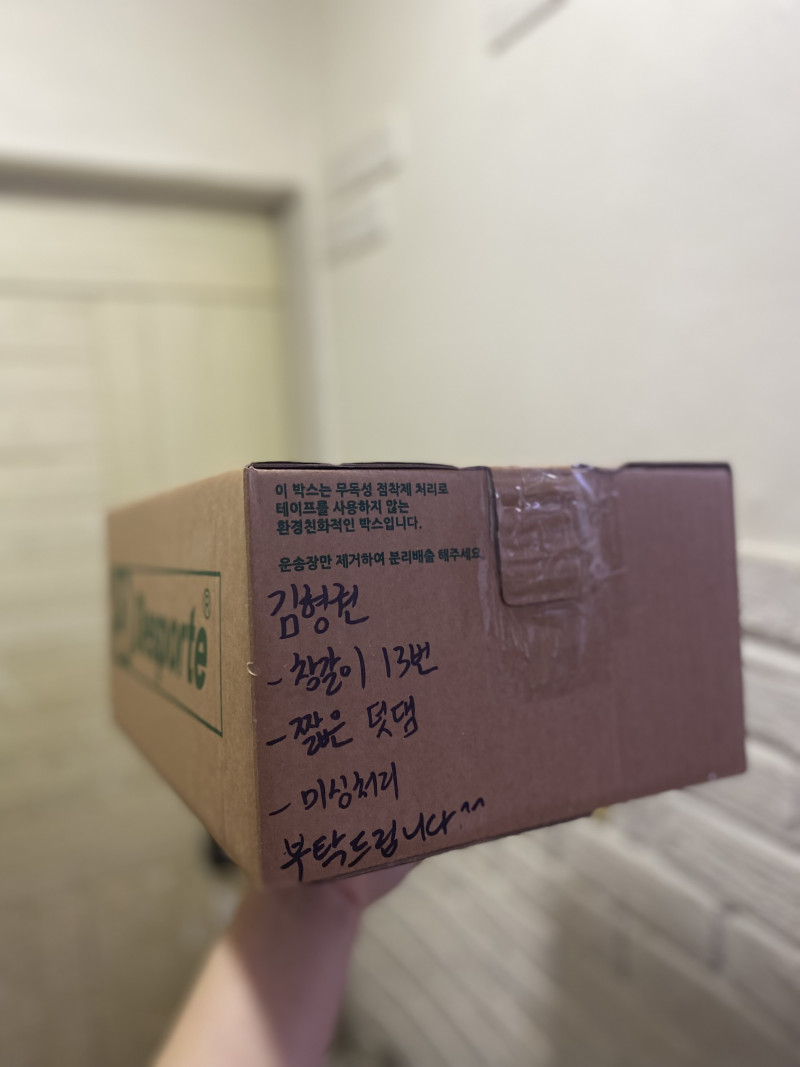 이 박스는 무독성 점착제 처리로
테이프를 사용하지 않는
환경친화적인 박스입니다.
운송장만 제거하여 분리배출 해주세요.
김형권
- 창갈이 13번
- 짧은 덧댐
- 미싱처리
부탁드립니다^^
Desporte®